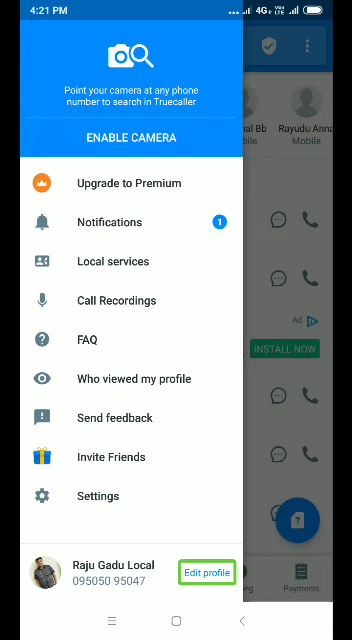 4:21 PM
4G
VoLTE
Point your camera at any phone
number to search in Truecaller
ENABLE CAMERA
Upgrade to Premium
Notifications
1
Local services
Call Recordings
FAQ
Who viewed my profile
Send feedback
Invite Friends
Settings
Raju Gadu Local
095050 95047
Edit profile
Bb
Rayudu Anna
Mobile
Ad
INSTALL NOW
Payments